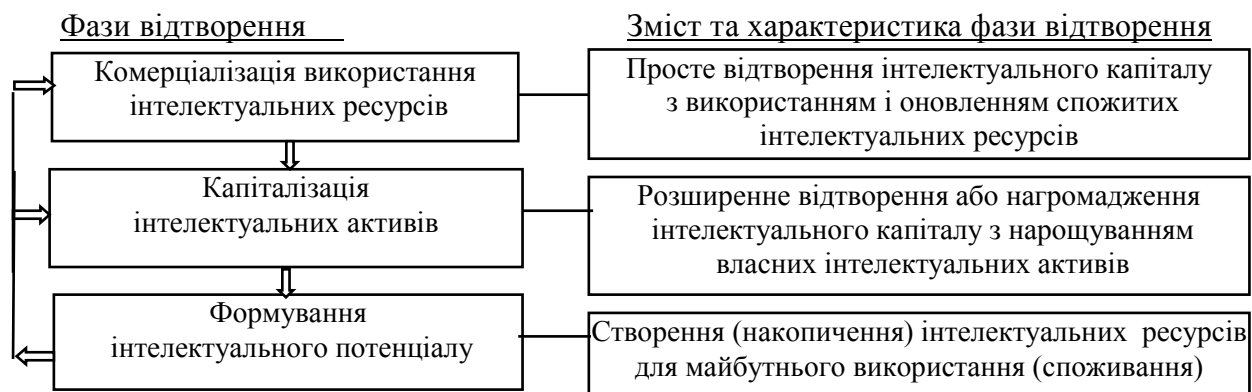 Фази відтворення
Зміст та характеристика фази відтворення
Комерціалізація використання
інтелектуальних ресурсів
Просте відтворення інтелектуального капіталу
з використанням і оновленням спожитих
інтелектуальних ресурсів
Капіталізація
інтелектуальних активів
Розширенне відтворення або нагромадження
інтелектуального капіталу з нарощуванням
власних інтелектуальних активів
Формування
інтелектуального потенціалу
Створення (накопичення) інтелектуальних ресурсів
для майбутнього використання (споживання)